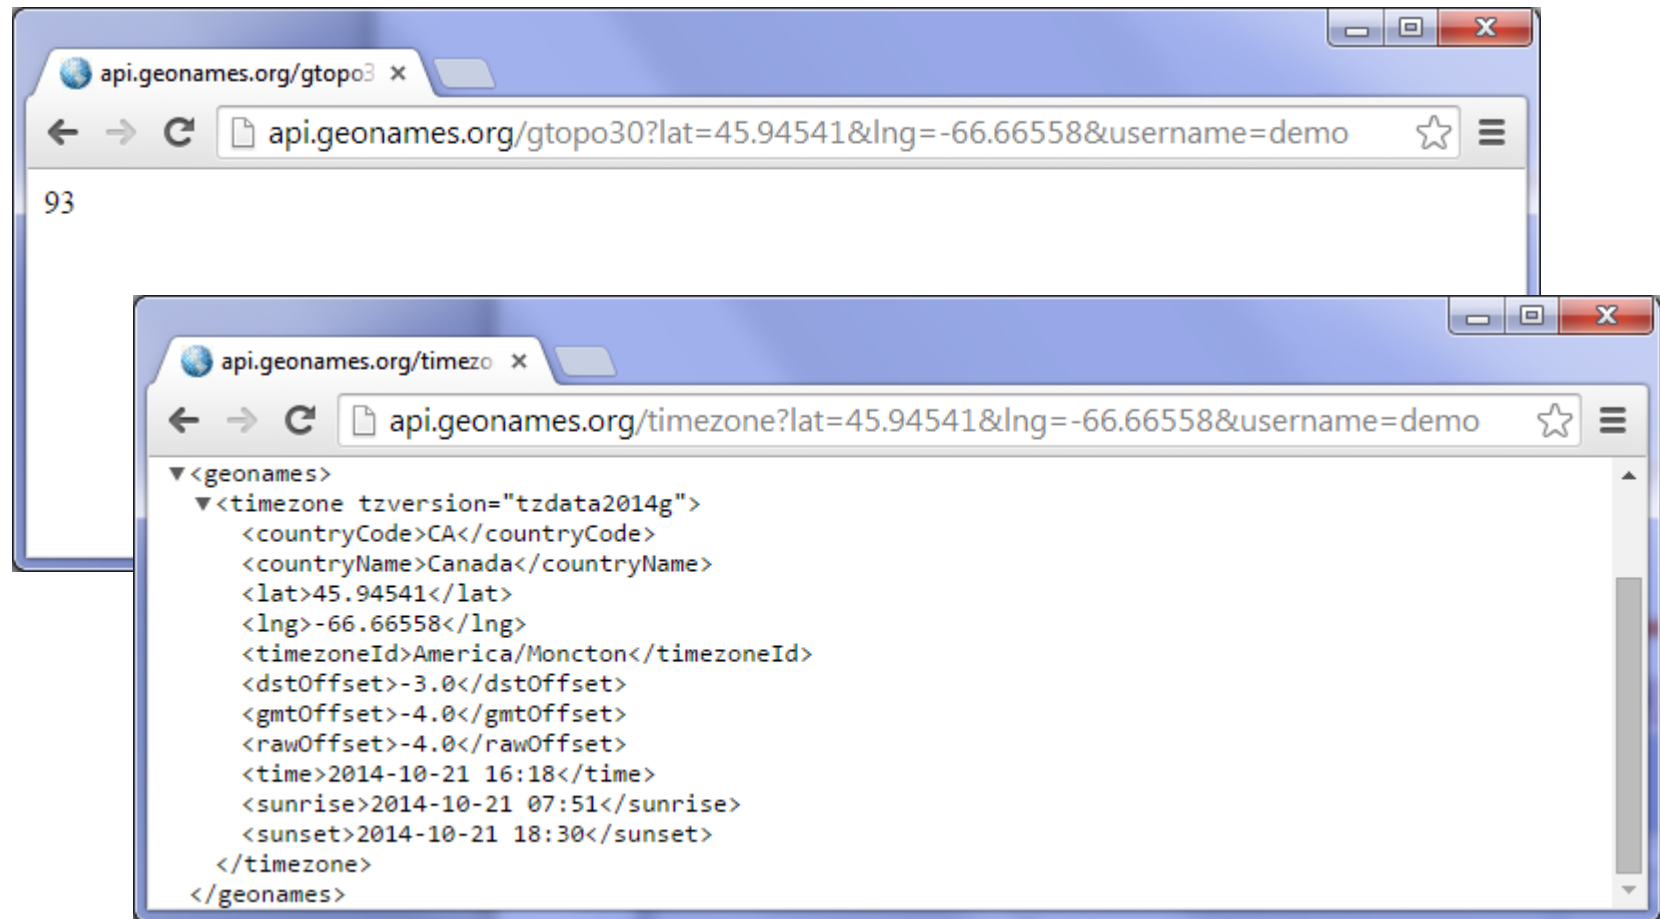 api.geonames.org/gtopo3
api.geonames.org/gtopo30?lat=45.94541&lng=-66.66558&username=demo
93
api.geonames.org/timezo
api.geonames.org/timezone?lat=45.94541&lng=-66.66558&username=demo
▼<geonames>
▼<timezone tzversion="tzdata2014g">
<countryCode>CA</countryCode>
<countryName>Canada</countryName>
<lat>45.94541</lat>
<lng>-66.66558</lng>
<timezoneId>America/Moncton</timezoneId>
<dstOffset>-3.0</dstOffset>
<gmtOffset>-4.0</gmtOffset>
<rawOffset>-4.0</rawOffset>
<time>2014-10-21 16:18</time>
<sunrise>2014-10-21 07:51</sunrise>
<sunset>2014-10-21 18:30</sunset>
</timezone>
</geonames>